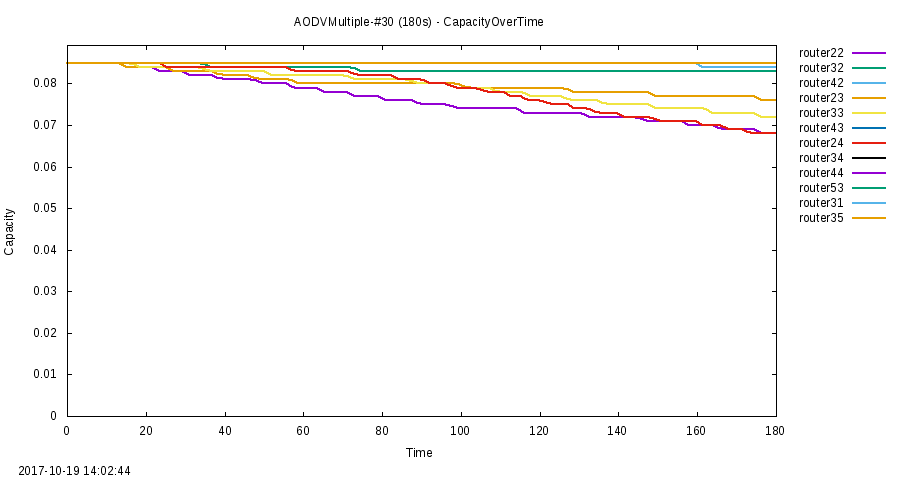 AODVMultiple-#30 (180s) - CapacityOverTime
router22
router32
router42
router23
router33
router43
router24
router34
router44
router53
router31
router35
Capacity
0.08
0.07
0.06
0.05
0.04
0.03
0.02
0.01
0
0 20 40 60 80 100 120 140 160 180
Time
2017-10-19 14:02:44